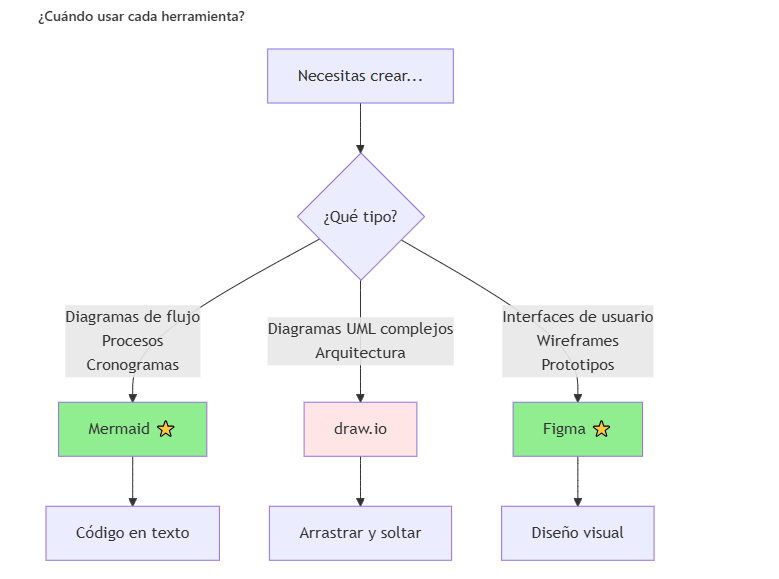 ¿Cuándo usar cada herramienta?
Necesitas crear...
¿Qué tipo?
Diagramas de flujo
Procesos
Cronogramas
Diagramas UML complejos
Arquitectura
Interfaces de usuario
Wireframes
Prototipos
Mermaid ⭐
draw.io
Figma ⭐
Código en texto
Arrastrar y soltar
Diseño visual